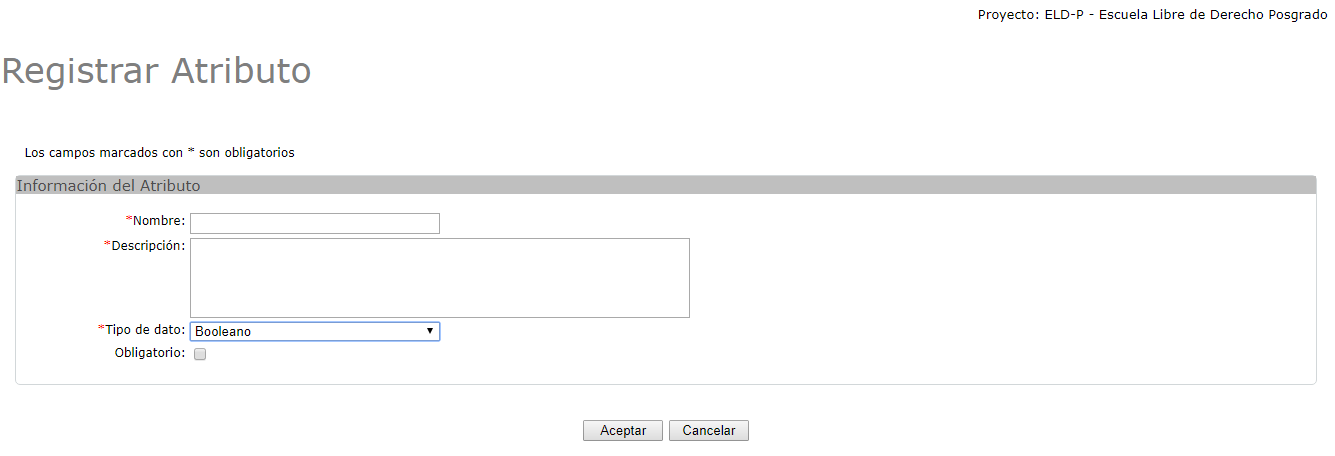 Proyecto: ELD-P - Escuela Libre de Derecho Posgrado
Registrar Atributo
Los campos marcados con * son obligatorios
Información del Atributo
*Nombre:
*Descripción:
*Tipo de dato: Booleano
Obligatorio:
Aceptar Cancelar